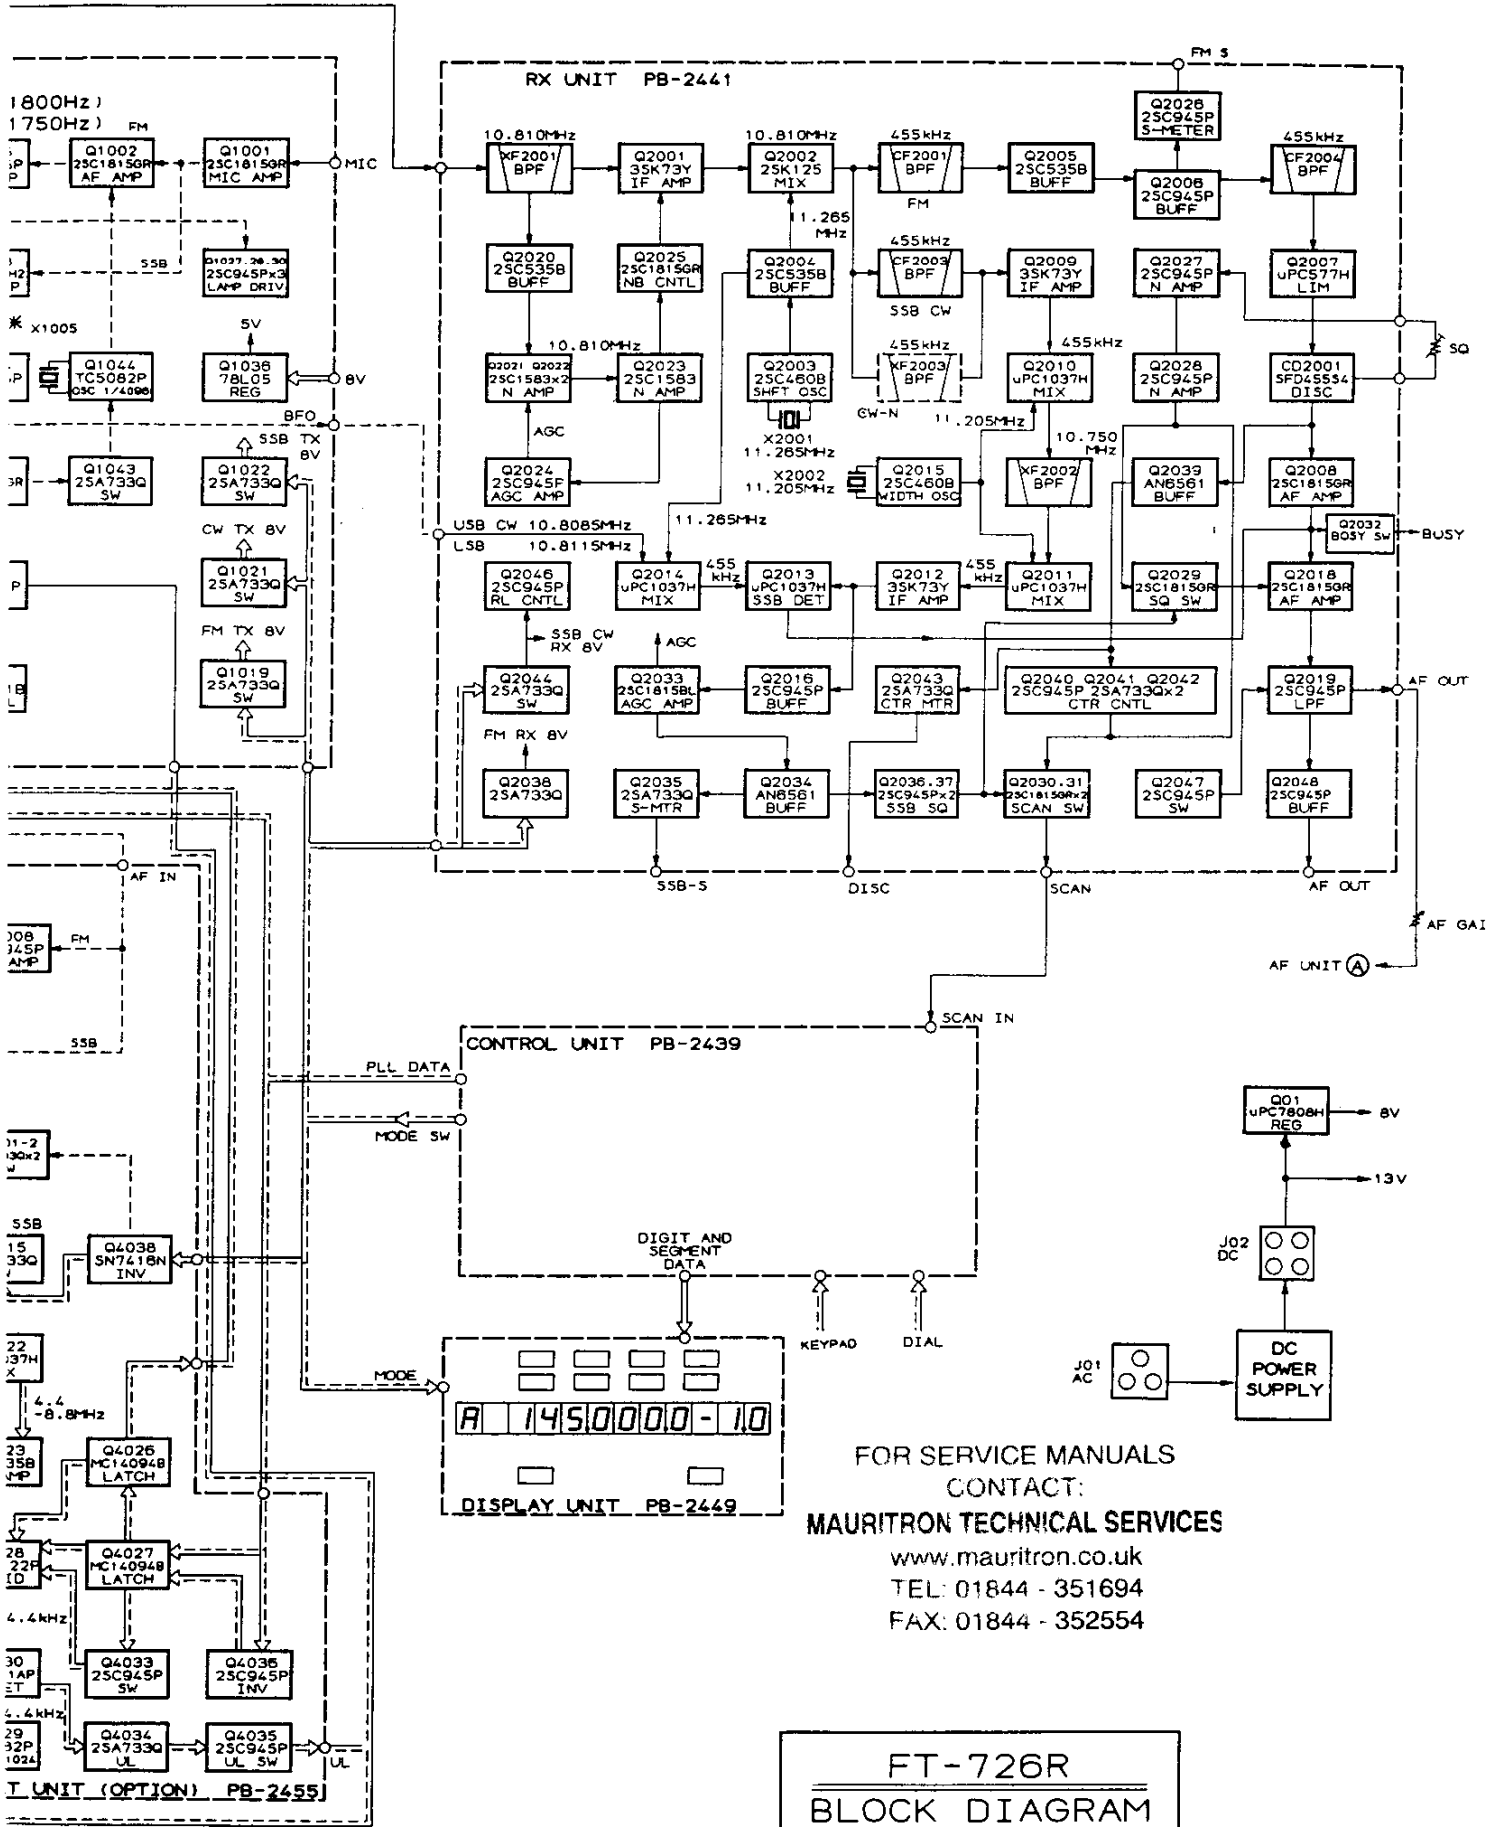 FM S
RX UNIT PB-2441
1800Hz)
1750Hz)
FM
Q1002
2SC1815GR
AF AMP
Q1001
2SC1815GR
MIC AMP
MIC
SSB
Q1027.28.30
2SC945Px3
LAMP DRIV
* X1005
5V
Q1044
TC5082P
OSC 1/4096
Q1036
78L05
REG
8V
BFO
SSB TX
8V
Q1043
2SA733Q
SW
Q1022
2SA733Q
SW
CW TX 8V
Q1021
2SA733Q
SW
FM TX 8V
Q1019
2SA733Q
SW
10.810MHz
XF2001
BPF
Q2001
3SK73Y
IF AMP
10.810MHz
Q2002
2SK125
MIX
455kHz
CF2001
BPF
FM
Q2005
2SC535B
BUFF
Q2026
2SC945P
S-METER
Q2006
2SC945P
BUFF
455kHz
CF2004
BPF
11.265
MHz
Q2020
2SC535B
BUFF
Q2025
2SC1815GR
NB CNTL
Q2004
2SC535B
BUFF
455kHz
CF2003
BPF
SSB CW
Q2009
3SK73Y
IF AMP
Q2027
2SC945P
N AMP
Q2007
uPC577H
LIM
SQ
10.810MHz
Q2021 Q2022
2SC1583x2
N AMP
Q2023
2SC1583
N AMP
Q2003
2SC460B
SHFT OSC
455kHz
XF2003
BPF
CW-N
455kHz
Q2010
uPC1037H
MIX
Q2028
2SC945P
N AMP
CD2001
SFD455S4
DISC
AGC
X2001
11.265MHz
11.205MHz
10.750
MHz
Q2024
2SC945P
AGC AMP
X2002
11.205MHz
Q2015
2SC460B
WIDTH OSC
XF2002
BPF
Q2039
AN6561
BUFF
Q2008
2SC1815GR
AF AMP
USB CW 10.8085MHz
LSB 10.8115MHz
11.265MHz
Q2032
BUSY SW
BUSY
Q2046
2SC945P
RL CNTL
Q2014
uPC1037H
MIX
455
kHz
Q2013
uPC1037H
SSB DET
Q2012
3SK73Y
IF AMP
455
kHz
Q2011
uPC1037H
MIX
Q2029
2SC1815GR
SQ SW
Q2018
2SC1815GR
AF AMP
SSB CW
RX 8V
AGC
Q2044
2SA733Q
SW
Q2033
2SC1815BL
AGC AMP
Q2016
2SC945P
BUFF
Q2043
2SA733Q
CTR MTR
Q2040 Q2041 Q2042
2SC945P 2SA733Qx2
CTR CNTL
Q2019
2SC945P
LPF
AF OUT
FM RX 8V
Q2038
2SA733Q
Q2035
2SA733Q
S-MTR
Q2034
AN6561
BUFF
Q2036.37
2SC945Px2
SSB SQ
Q2030.31
2SC1815GRx2
SCAN SW
Q2047
2SC945P
SW
Q2048
2SC945P
BUFF
SSB-S
DISC
SCAN
AF OUT
AF GAI
AF UNIT A
AF IN
008
945P
AMP
FM
SSB
SCAN IN
CONTROL UNIT PB-2439
PLL DATA
MODE SW
DIGIT AND
SEGMENT
DATA
KEYPAD
DIAL
Q01
uPC7808H
REG
8V
13V
J02
DC
J01
AC
DC
POWER
SUPPLY
SSB
Q4038
SN7416N
INV
4.4
-8.8MHz
Q4026
MC14094B
LATCH
Q4027
MC14094B
LATCH
4.4kHz
Q4033
2SC945P
SW
Q4036
2SC945P
INV
4.4kHz
Q4034
2SA733Q
UL
Q4035
2SC945P
UL SW
UL
T UNIT (OPTION) PB-2455
MODE
A 145.000.0-1.0
DISPLAY UNIT PB-2449
FOR SERVICE MANUALS
CONTACT:
MAURITRON TECHNICAL SERVICES
www.mauritron.co.uk
TEL: 01844 - 351694
FAX: 01844 - 352554
FT-726R
BLOCK DIAGRAM